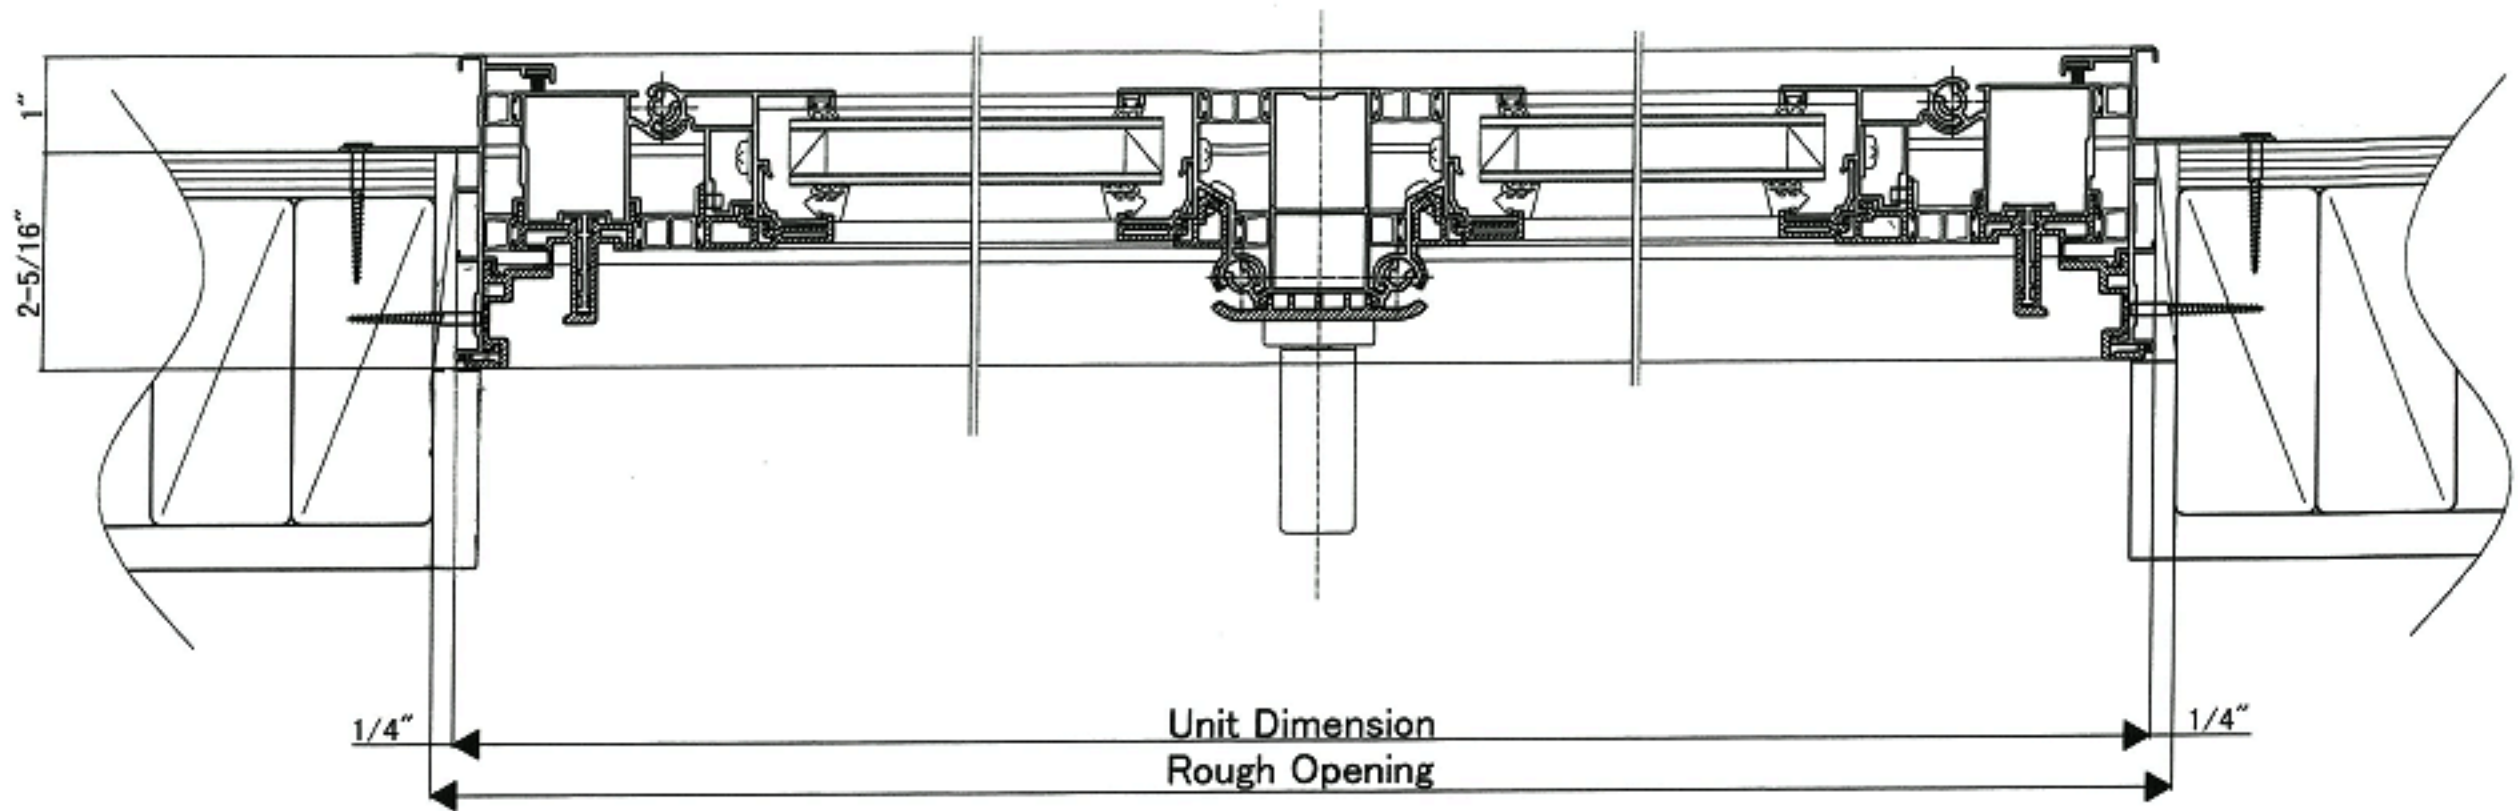 1″
2-5/16″
1/4″
Unit Dimension
1/4″
Rough Opening